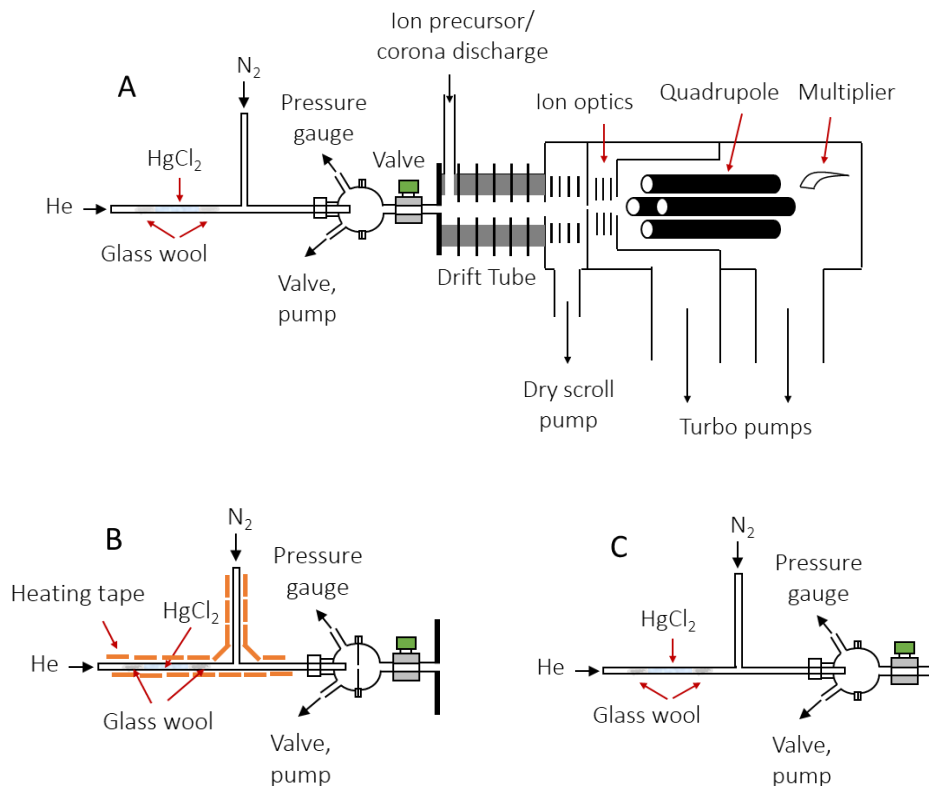 A
N2
Ion precursor/
corona discharge
Pressure
gauge
Valve
Ion optics
Quadrupole
Multiplier
HgCl2
He
Glass wool
Valve,
pump
Drift Tube
Dry scroll
pump
Turbo pumps
B
N2
Pressure
gauge
Heating tape
HgCl2
He
Glass wool
Valve,
pump
C
N2
Pressure
gauge
HgCl2
He
Glass wool
Valve,
pump